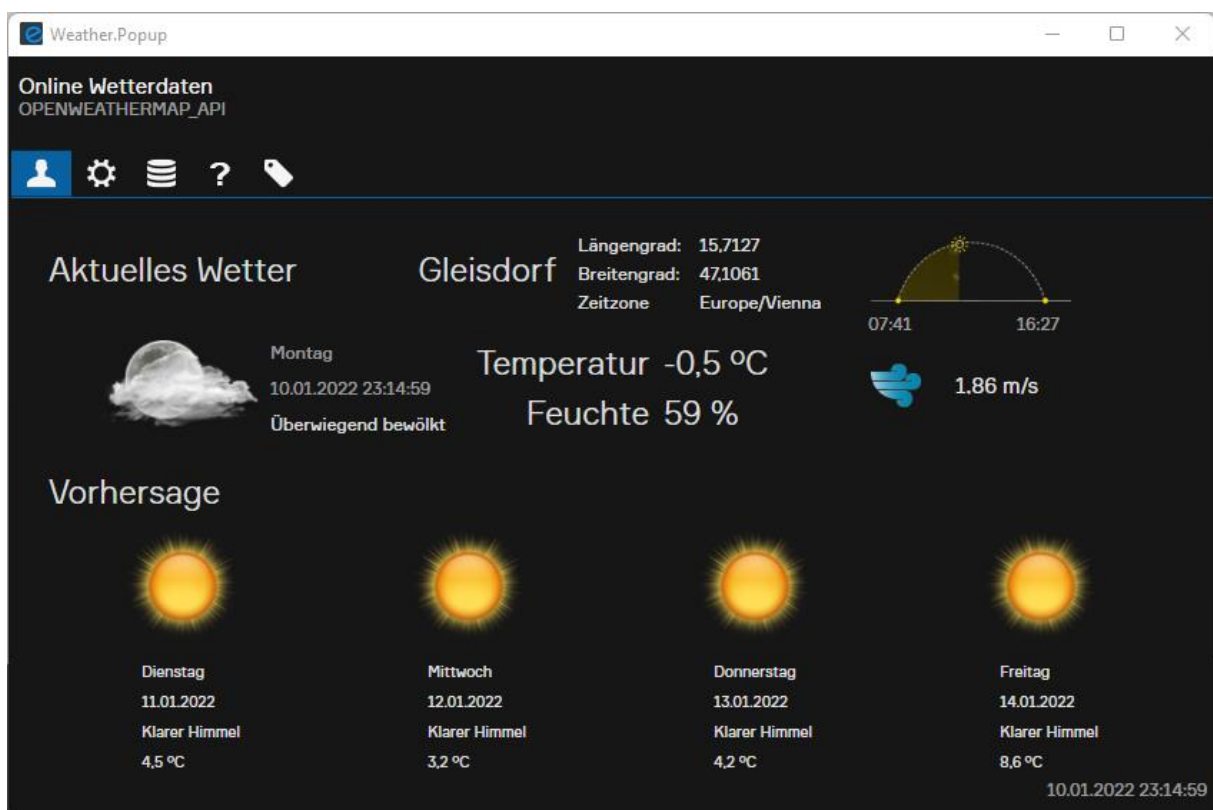 Weather.Popup
Online Wetterdaten
OPENWEATHERMAP_API
?
Aktuelles Wetter
Gleisdorf
Längengrad: 15,7127
Breitengrad: 47,1061
Zeitzone Europe/Vienna
07:41 16:27
Montag
10.01.2022 23:14:59
Überwiegend bewölkt
Temperatur -0,5 ºC
Feuchte 59 %
1.86 m/s
Vorhersage
Dienstag
11.01.2022
Klarer Himmel
4,5 ºC
Mittwoch
12.01.2022
Klarer Himmel
3,2 ºC
Donnerstag
13.01.2022
Klarer Himmel
4,2 ºC
Freitag
14.01.2022
Klarer Himmel
8,6 ºC
10.01.2022 23:14:59